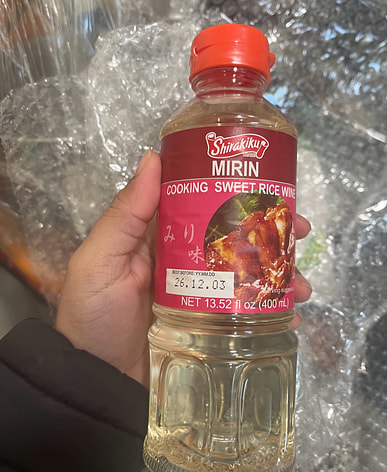 Shirakiku
MIRIN
COOKING SWEET RICE WINE
みり
味
BEST BEFORE: YY.MM.DD
26.12.03
NET 13.52 fl oz (400 mL)